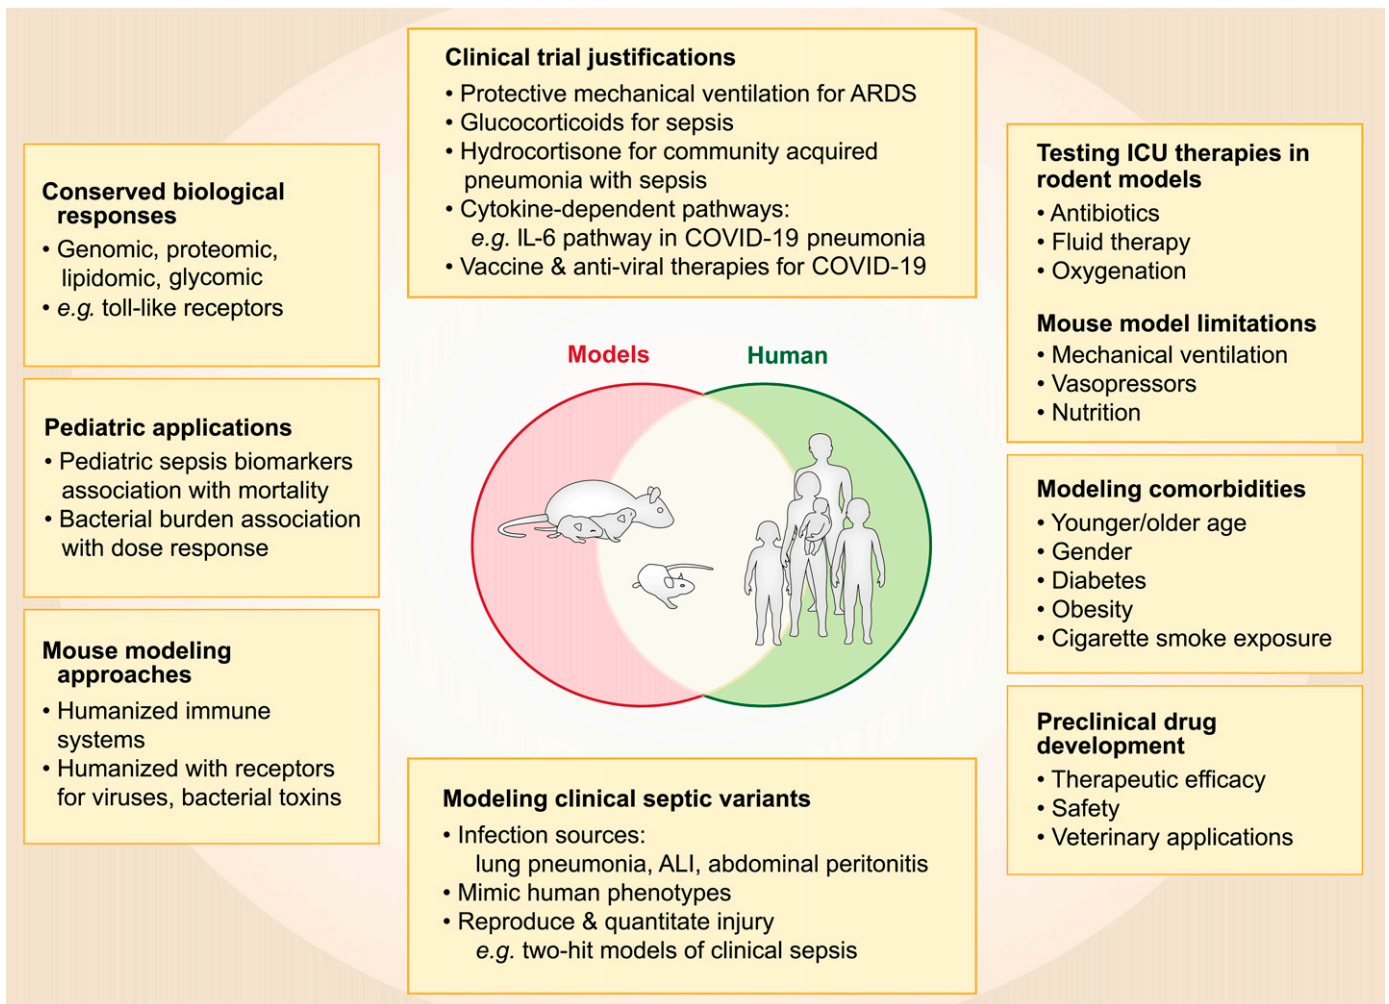 Clinical trial justifications
• Protective mechanical ventilation for ARDS
• Glucocorticoids for sepsis
• Hydrocortisone for community acquired
pneumonia with sepsis
• Cytokine-dependent pathways:
e.g. IL-6 pathway in COVID-19 pneumonia
• Vaccine & anti-viral therapies for COVID-19
Conserved biological
responses
• Genomic, proteomic,
lipidomic, glycomic
• e.g. toll-like receptors
Pediatric applications
• Pediatric sepsis biomarkers
association with mortality
• Bacterial burden association
with dose response
Mouse modeling
approaches
• Humanized immune
systems
• Humanized with receptors
for viruses, bacterial toxins
Models
Human
Modeling clinical septic variants
• Infection sources:
lung pneumonia, ALI, abdominal peritonitis
• Mimic human phenotypes
• Reproduce & quantitate injury
e.g. two-hit models of clinical sepsis
Testing ICU therapies in
rodent models
• Antibiotics
• Fluid therapy
• Oxygenation
Mouse model limitations
• Mechanical ventilation
• Vasopressors
• Nutrition
Modeling comorbidities
• Younger/older age
• Gender
• Diabetes
• Obesity
• Cigarette smoke exposure
Preclinical drug
development
• Therapeutic efficacy
• Safety
• Veterinary applications